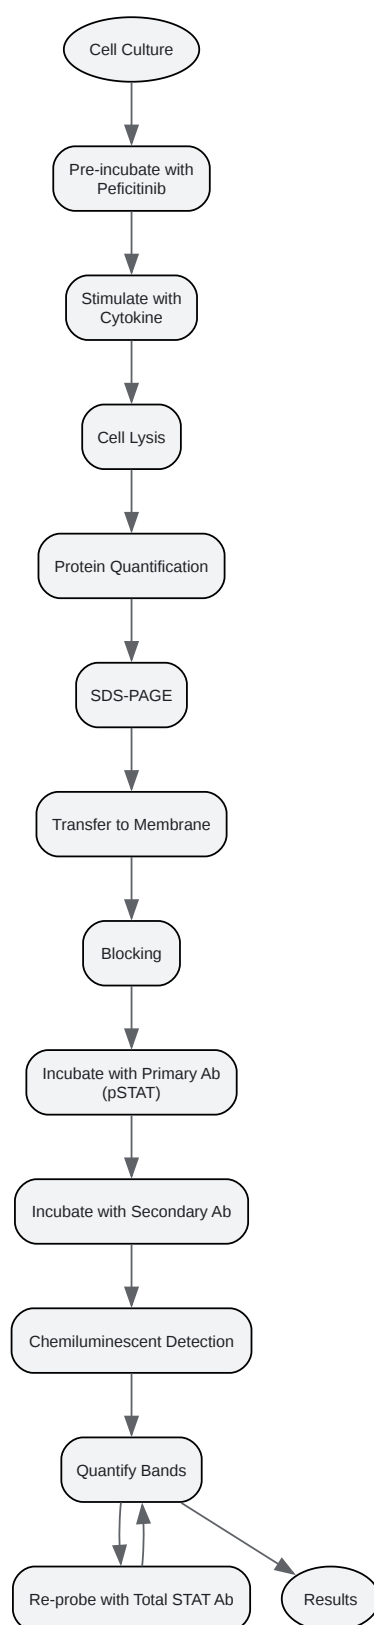 Cell Culture
Pre-incubate with
Peficitinib
Stimulate with
Cytokine
Cell Lysis
Protein Quantification
SDS-PAGE
Transfer to Membrane
Blocking
Incubate with Primary Ab
(pSTAT)
Incubate with Secondary Ab
Chemiluminescent Detection
Quantify Bands
Re-probe with Total STAT Ab
Results